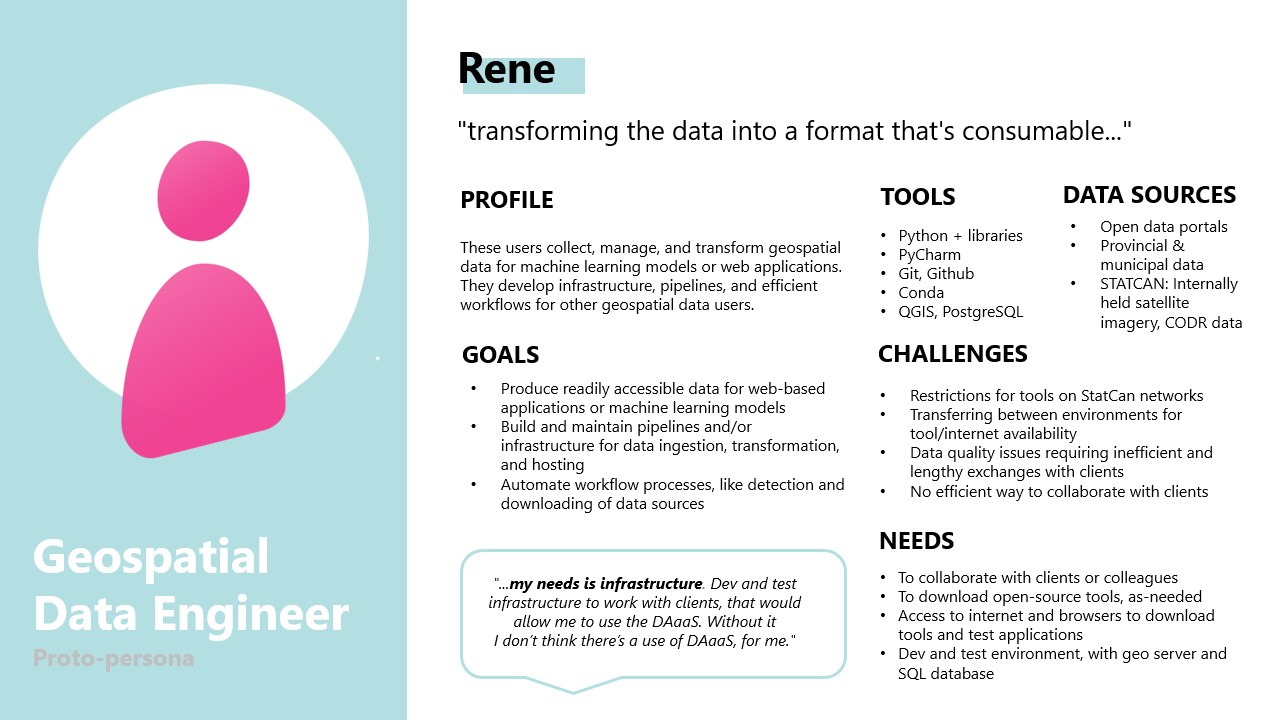 Rene
"transforming the data into a format that's consumable..."
PROFILE
These users collect, manage, and transform geospatial
data for machine learning models or web applications.
They develop infrastructure, pipelines, and efficient
workflows for other geospatial data users.
GOALS
• Produce readily accessible data for web-based
applications or machine learning models
• Build and maintain pipelines and/or
infrastructure for data ingestion, transformation,
and hosting
• Automate workflow processes, like detection and
downloading of data sources
"...my needs is infrastructure. Dev and test
infrastructure to work with clients, that would
allow me to use the DAaaS. Without it
I don't think there's a use of DAaaS, for me."
TOOLS
• Python + libraries
• PyCharm
• Git, Github
• Conda
• QGIS, PostgreSQL
DATA SOURCES
• Open data portals
• Provincial &
municipal data
• STATCAN: Internally
held satellite
imagery, CODR data
CHALLENGES
• Restrictions for tools on StatCan networks
• Transferring between environments for
tool/internet availability
• Data quality issues requiring inefficient and
lengthy exchanges with clients
• No efficient way to collaborate with clients
NEEDS
• To collaborate with clients or colleagues
• To download open-source tools, as-needed
• Access to internet and browsers to download
tools and test applications
• Dev and test environment, with geo server and
SQL database
Geospatial
Data Engineer
Proto-persona